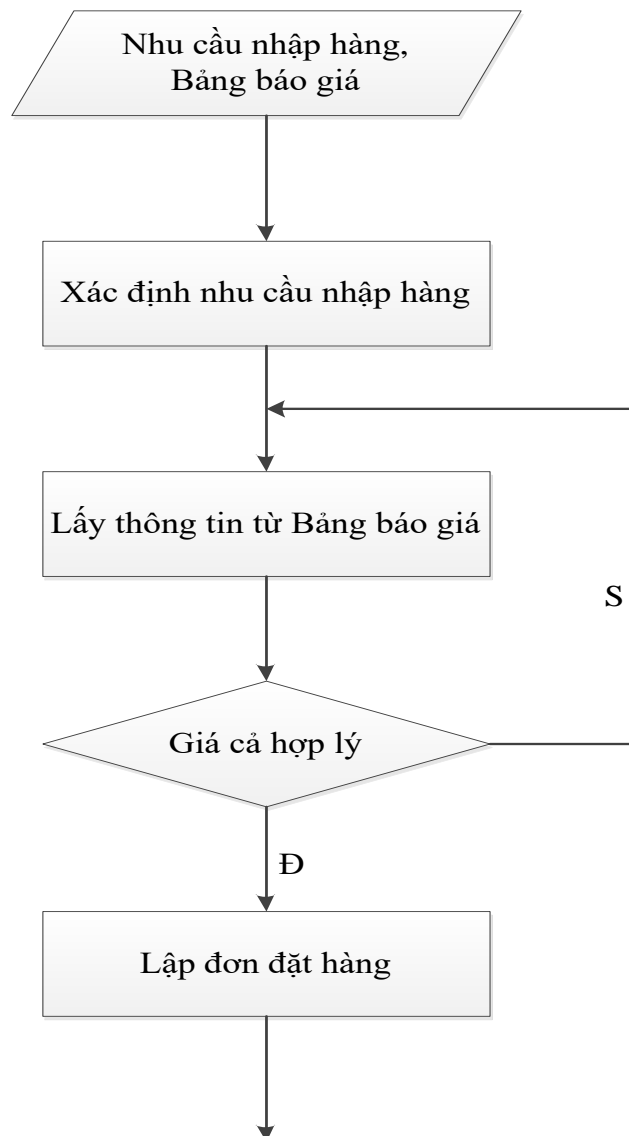 Nhu cầu nhập hàng,
Bảng báo giá
Xác định nhu cầu nhập hàng
Lấy thông tin từ Bảng báo giá
S
Giá cả hợp lý
Đ
Lập đơn đặt hàng